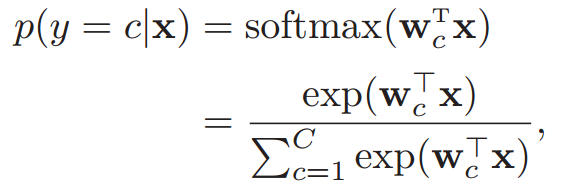 p(y = c|𝐱) = softmax(𝐰_c^T 𝐱)
= exp(𝐰_c^⊤ 𝐱) / ∑_{c=1}^{C} exp(𝐰_c^⊤ 𝐱),